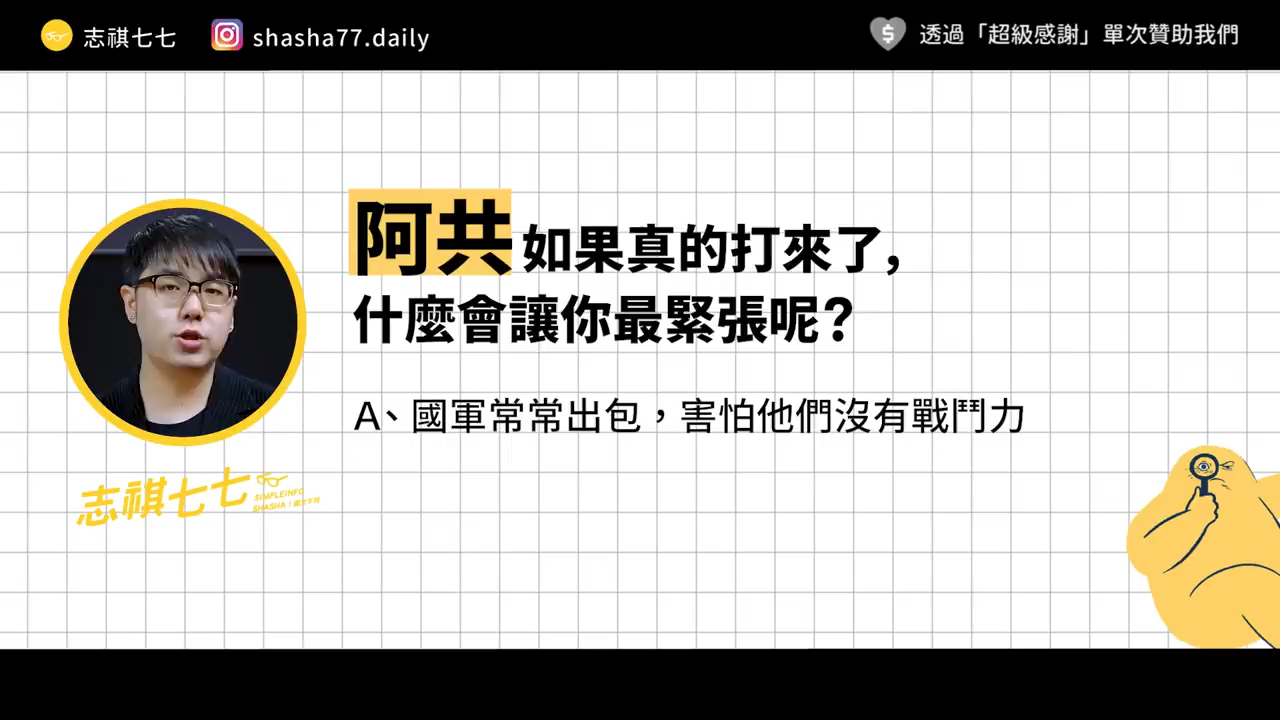 志祺七七
shasha77.daily
透過「超級感謝」單次贊助我們
阿共如果真的打來了,
什麼會讓你最緊張呢?
A、國軍常常出包，害怕他們沒有戰鬥力
志祺七七
SIMPLEINFO